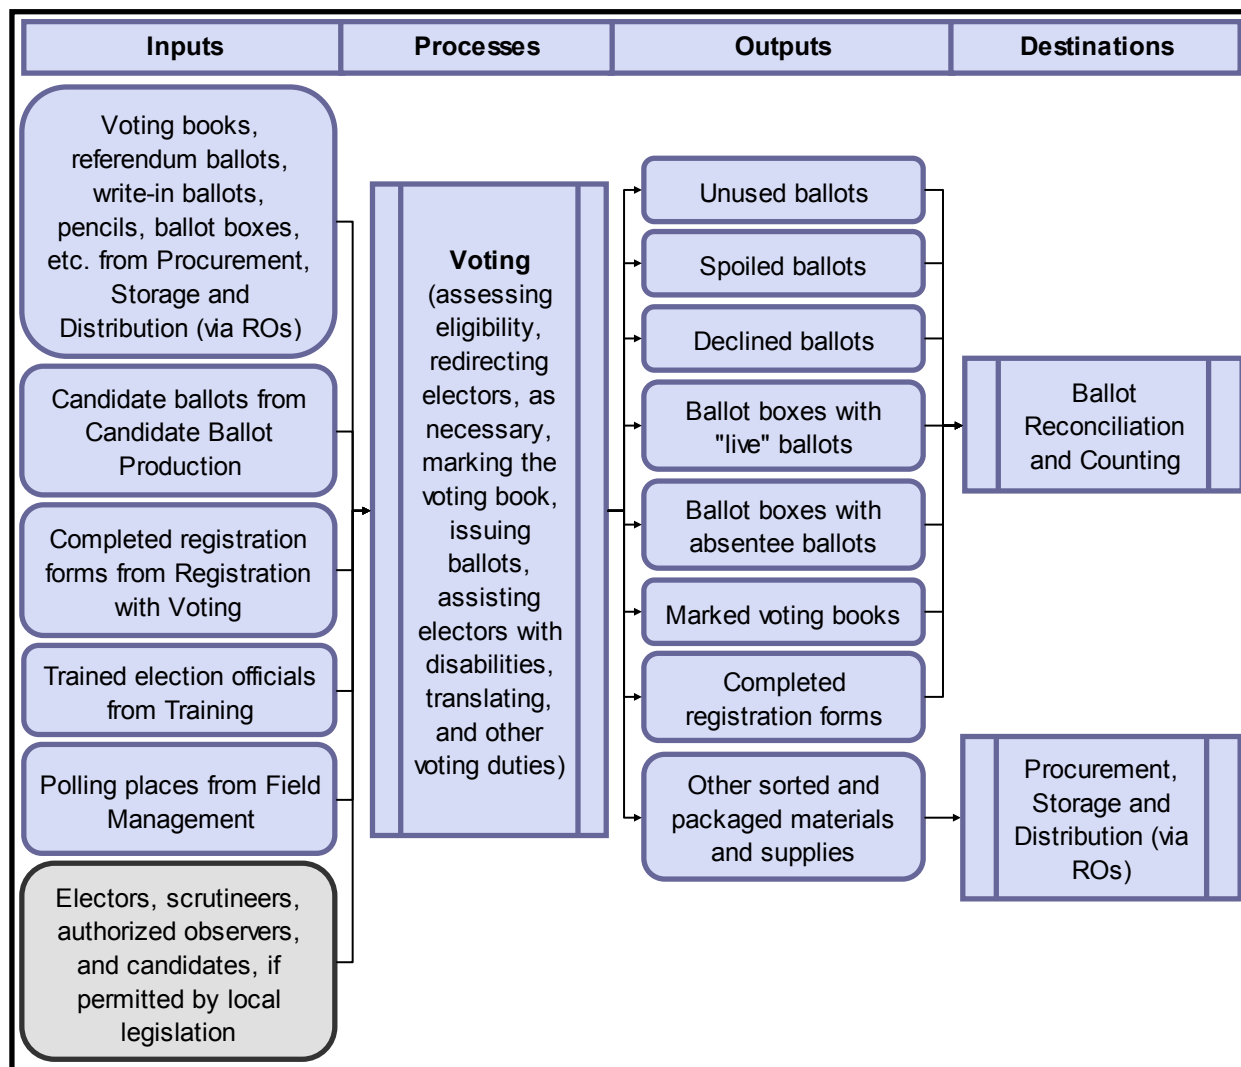 Inputs
Processes
Outputs
Destinations
Voting books,
referendum ballots,
write-in ballots,
pencils, ballot boxes,
etc. from Procurement,
Storage and
Distribution (via ROs)
Candidate ballots from
Candidate Ballot
Production
Completed registration
forms from Registration
with Voting
Trained election officials
from Training
Polling places from Field
Management
Electors, scrutineers,
authorized observers,
and candidates, if
permitted by local
legislation
Voting
(assessing
eligibility,
redirecting
electors, as
necessary,
marking the
voting book,
issuing
ballots,
assisting
electors with
disabilities,
translating,
and other
voting duties)
Unused ballots
Spoiled ballots
Declined ballots
Ballot boxes with
"live" ballots
Ballot boxes with
absentee ballots
Marked voting books
Completed
registration forms
Other sorted and
packaged materials
and supplies
Ballot
Reconciliation
and Counting
Procurement,
Storage and
Distribution (via
ROs)